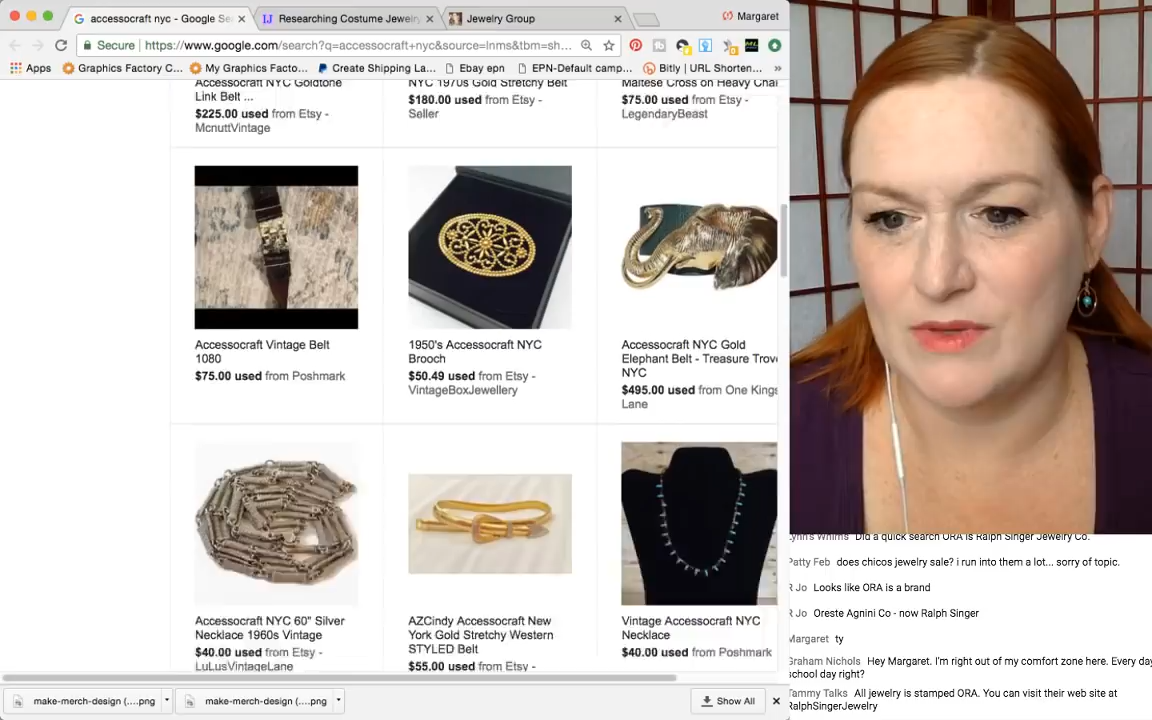 accessocraft nyc - Google Se
Researching Costume Jewelr
Jewelry Group
Margaret
Secure
https://www.google.com/search?q=accessocraft+nyc&source=lnms&tbm=sh...
Apps
Graphics Factory C...
My Graphics Facto...
Create Shipping La...
Ebay epn
EPN-Default camp...
Bitly | URL Shorten...
»
Accessocraft NYC Goldtone
Link Belt ...
$225.00 used from Etsy -
McnuttVintage
NYC 1970s Gold Stretchy Belt
$180.00 used from Etsy -
Seller
Maltese Cross on Heavy Chai
$75.00 used from Etsy -
LegendaryBeast
Accessocraft Vintage Belt
1080
$75.00 used from Poshmark
1950's Accessocraft NYC
Brooch
$50.49 used from Etsy -
VintageBoxJewellery
Accessocraft NYC Gold
Elephant Belt - Treasure Trove
NYC
$495.00 used from One Kings
Lane
Accessocraft NYC 60" Silver
Necklace 1960s Vintage
$40.00 used from Etsy -
LuLusVintageLane
AZCindy Accessocraft New
York Gold Stretchy Western
STYLED Belt
$55.00 used from Etsy -
Vintage Accessocraft NYC
Necklace
$40.00 used from Poshmark
Lynn's Whims Did a quick search ORA is Ralph Singer Jewelry Co.
Patty Feb does chicos jewelry sale? i run into them a lot... sorry of topic.
R Jo Looks like ORA is a brand
R Jo Oreste Agnini Co - now Ralph Singer
Margaret ty
Graham Nichols Hey Margaret. I'm right out of my comfort zone here. Every day
school day right?
Tammy Talks All jewelry is stamped ORA. You can visit their web site at
RalphSingerJewelry
make-merch-design (....png
make-merch-design (....png
Show All